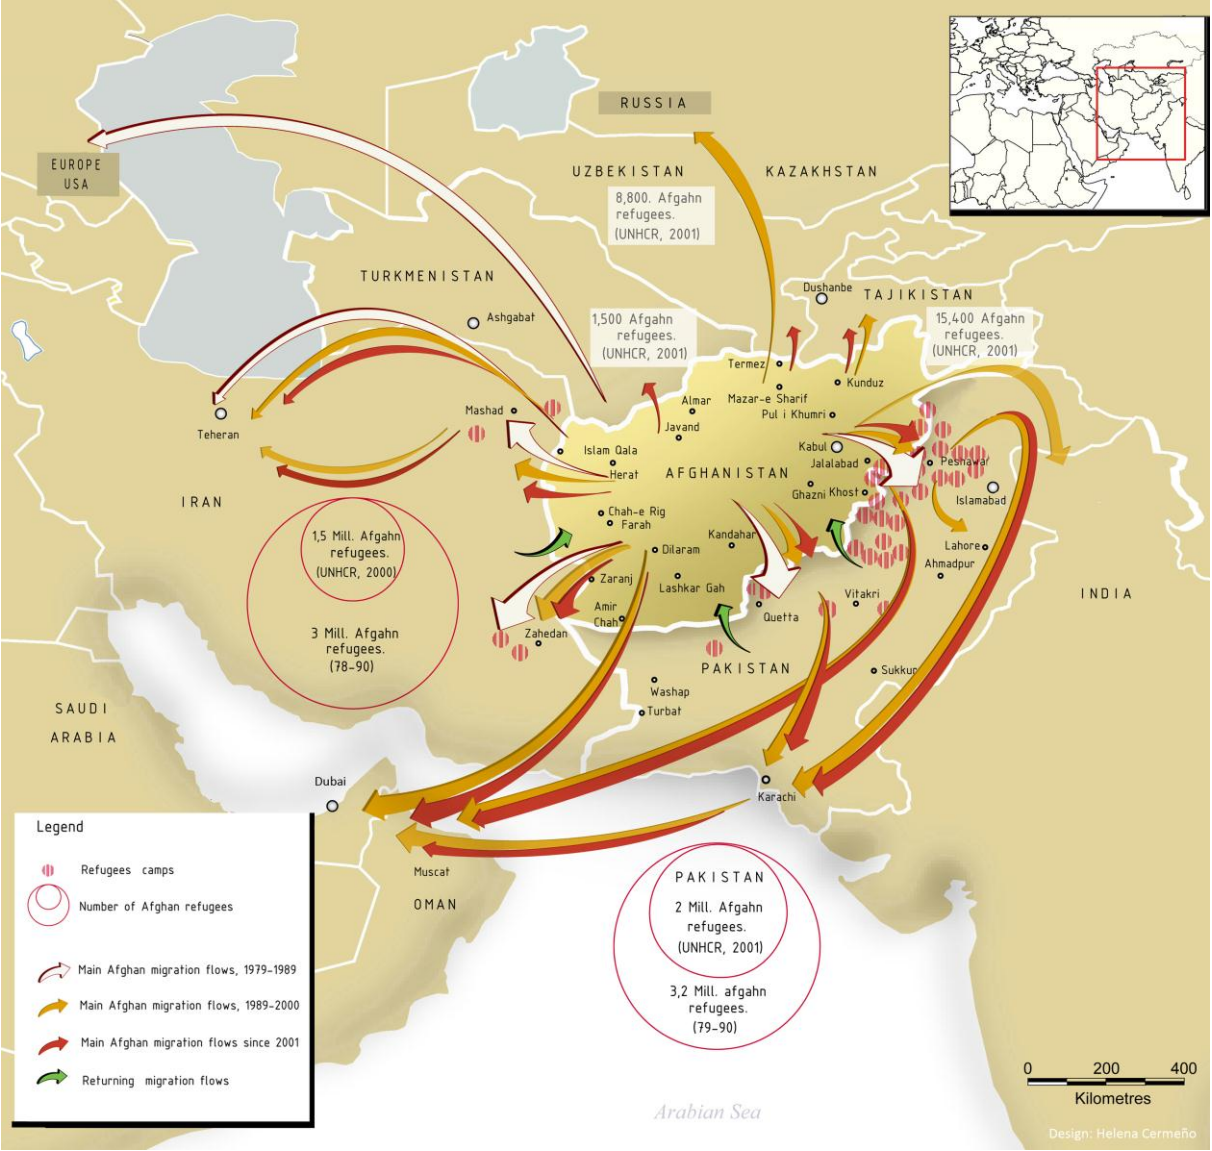 RUSSIA
EUROPE
USA
UZBEKISTAN
KAZAKHSTAN
8,800. Afgahn
refugees.
(UNHCR, 2001)
TURKMENISTAN
Dushanbe
TAJIKISTAN
Ashgabat
1,500 Afgahn
refugees.
(UNHCR, 2001)
15,400 Afgahn
refugees.
(UNHCR, 2001)
Termez
Kunduz
Mazar-e Sharif
Almar
Pul i Khumri
Mashad
Teheran
Javand
Kabul
Islam Qala
Jalalabad
Peshawar
Herat
AFGHANISTAN
Ghazni
Khost
Islamabad
IRAN
Chah-e Rig
Farah
Kandahar
Lahore
1,5 Mill. Afgahn
refugees.
(UNHCR, 2000)
Dilaram
Ahmadpur
Zaranj
Lashkar Gah
Vitakri
INDIA
Amir
Chah
Quetta
3 Mill. Afgahn
refugees.
(78-90)
Zahedan
PAKISTAN
Sukkur
Washap
Turbat
SAUDI
ARABIA
Dubai
Karachi
Muscat
OMAN
PAKISTAN
2 Mill. Afgahn
refugees.
(UNHCR, 2001)
3,2 Mill. afgahn
refugees.
(79-90)
Legend
Refugees camps
Number of Afghan refugees
Main Afghan migration flows, 1979-1989
Main Afghan migration flows, 1989-2000
Main Afghan migration flows since 2001
Returning migration flows
0 200 400
Kilometres
Arabian Sea
Design: Helena Cermeño